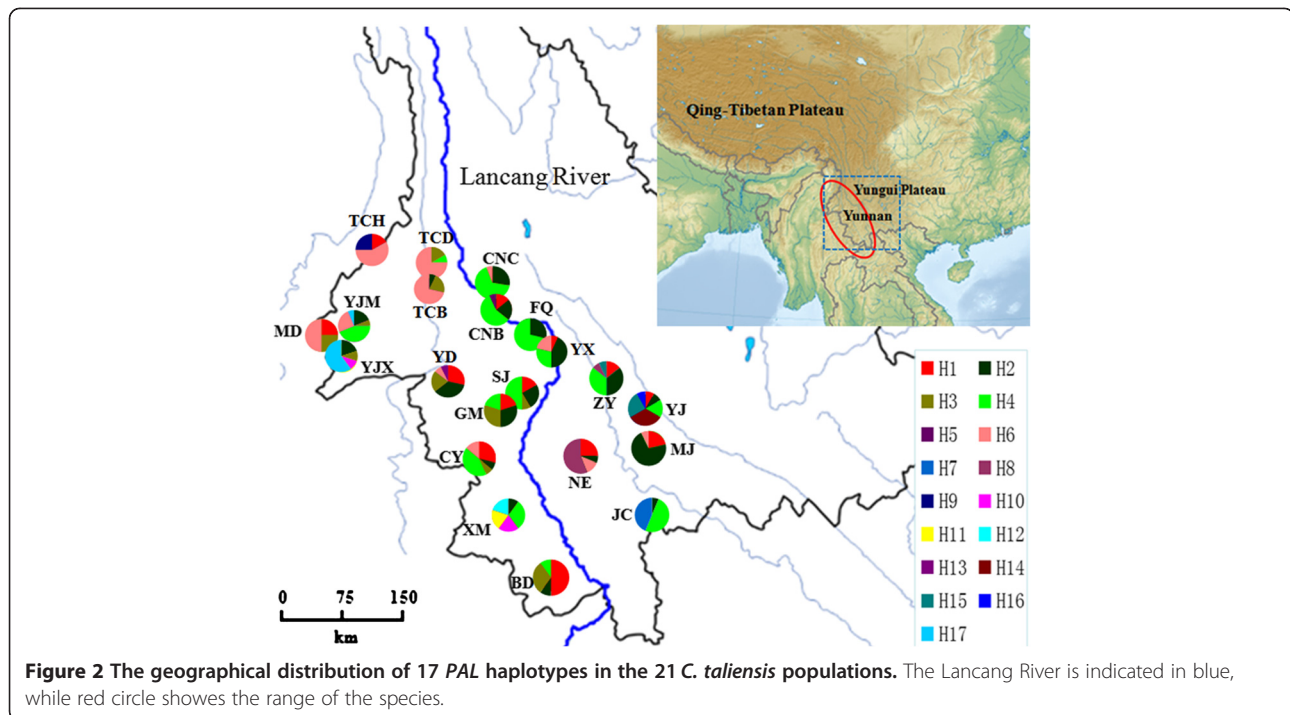 Qing-Tibetan Plateau
Yungui Plateau
Yunnan
Lancang River
TCH
TCD
CNC
TCB
YJM
CNB
FQ
MD
YX
YJX
YD
SJ
ZY
GM
YJ
MJ
CY
NE
XM
JC
BD
H1 H2
H3 H4
H5 H6
H7 H8
H9 H10
H11 H12
H13 H14
H15 H16
H17
0 75 150
km
Figure 2 The geographical distribution of 17 PAL haplotypes in the 21 C. taliensis populations. The Lancang River is indicated in blue,
while red circle showes the range of the species.